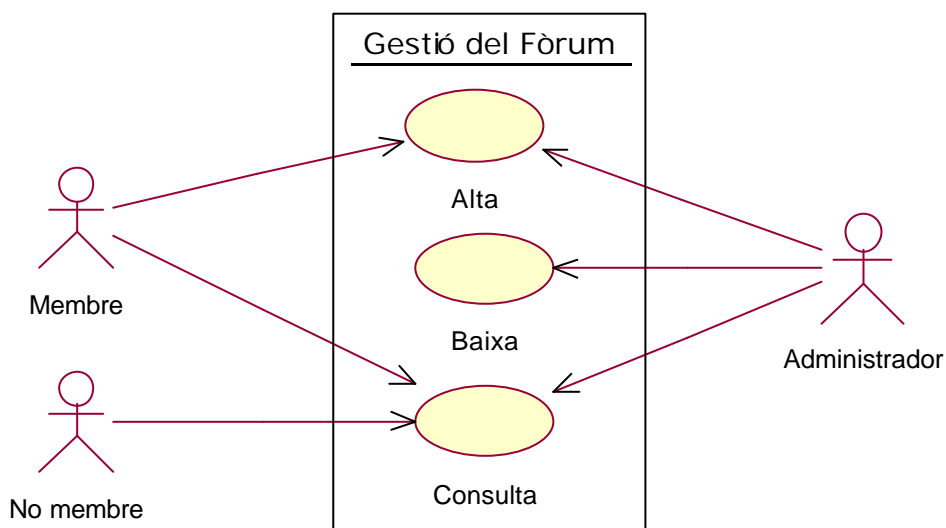 Gestió del Fòrum
Alta
Membre
Baixa
Administrador
Consulta
No membre